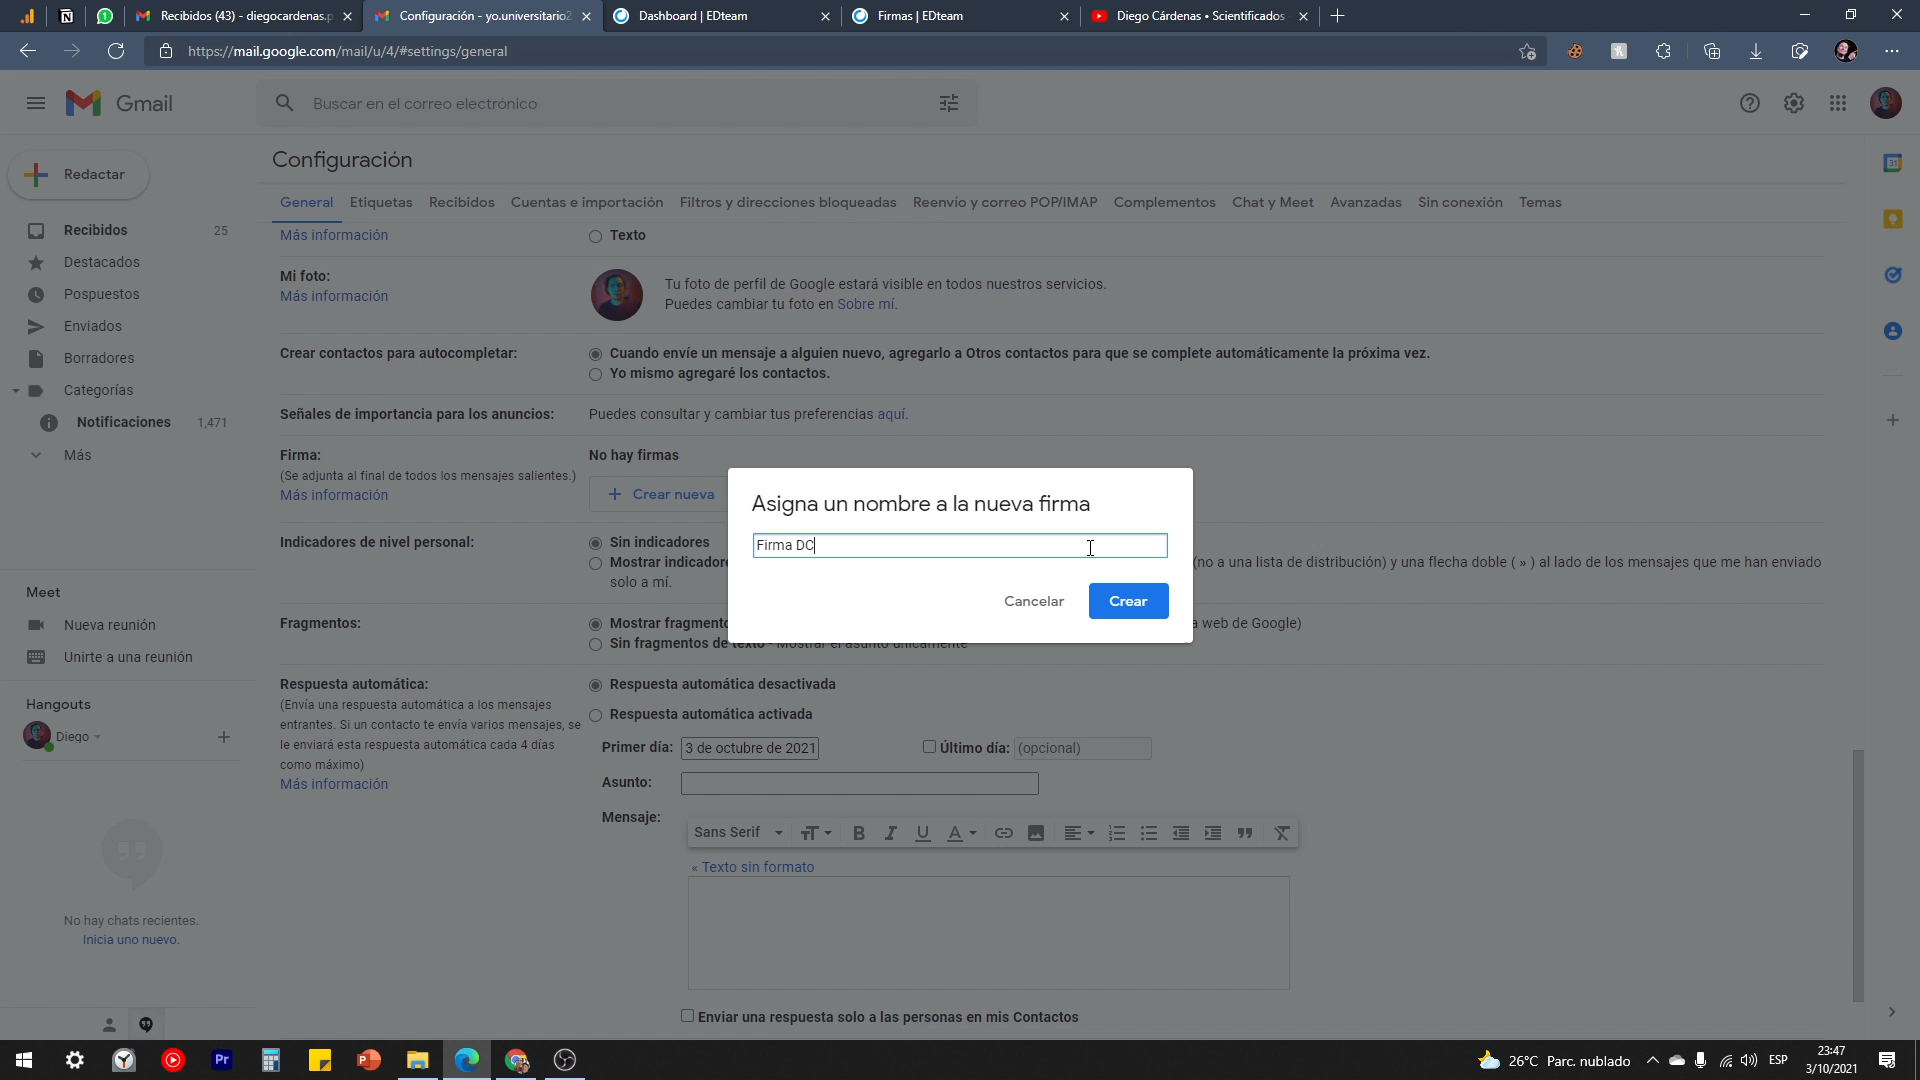 Recibidos (43) - diegocardenas.p
Configuración - yo.universitario2
Dashboard | EDteam
Firmas | EDteam
Diego Cárdenas • Scientificados
https://mail.google.com/mail/u/4/#settings/general
Gmail
Buscar en el correo electrónico
Redactar
Recibidos 25
Destacados
Pospuestos
Enviados
Borradores
Categorías
Notificaciones 1,471
Más
Meet
Nueva reunión
Unirte a una reunión
Hangouts
Diego
No hay chats recientes.
Inicia uno nuevo.
Configuración
General Etiquetas Recibidos Cuentas e importación Filtros y direcciones bloqueadas Reenvío y correo POP/IMAP Complementos Chat y Meet Avanzadas Sin conexión Temas
Más información
Texto
Mi foto:
Más información
Tu foto de perfil de Google estará visible en todos nuestros servicios.
Puedes cambiar tu foto en Sobre mí.
Crear contactos para autocompletar:
Cuando envíe un mensaje a alguien nuevo, agregarlo a Otros contactos para que se complete automáticamente la próxima vez.
Yo mismo agregaré los contactos.
Señales de importancia para los anuncios:
Puedes consultar y cambiar tus preferencias aquí.
Firma:
(Se adjunta al final de todos los mensajes salientes.)
Más información
No hay firmas
+ Crear nueva
Asigna un nombre a la nueva firma
Firma DC
Cancelar Crear
Indicadores de nivel personal:
Sin indicadores
Mostrar indicadore (no a una lista de distribución) y una flecha doble ( » ) al lado de los mensajes que me han enviado
solo a mí.
Fragmentos:
Mostrar fragmento a web de Google)
Sin fragmentos de texto - Mostrar el asunto únicamente
Respuesta automática:
(Envía una respuesta automática a los mensajes
entrantes. Si un contacto te envía varios mensajes, se
le enviará esta respuesta automática cada 4 días
como máximo)
Más información
Respuesta automática desactivada
Respuesta automática activada
Primer día: 3 de octubre de 2021 Último día: (opcional)
Asunto:
Mensaje:
Sans Serif
« Texto sin formato
Enviar una respuesta solo a las personas en mis Contactos
26°C Parc. nublado
ESP
23:47
3/10/2021